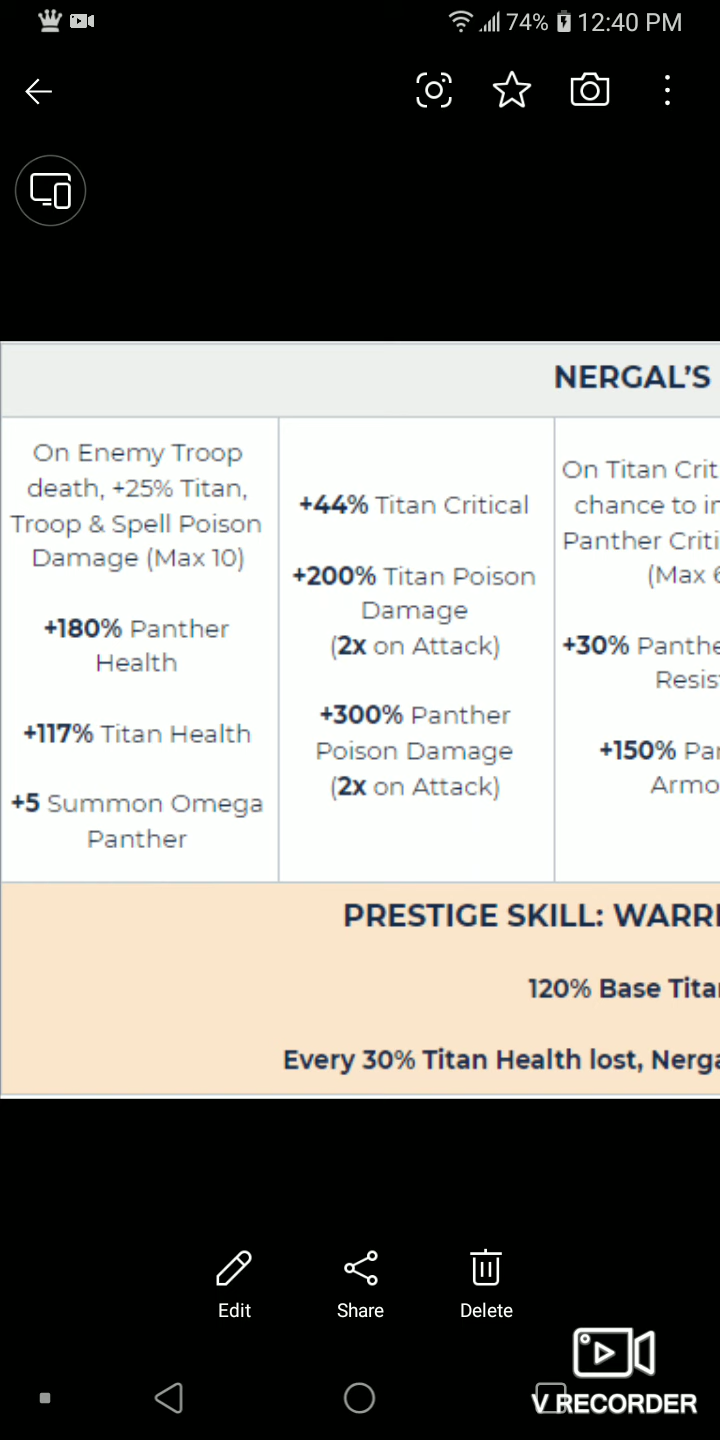 74% 12:40 PM
NERGAL'S
On Enemy Troop
death, +25% Titan,
Troop & Spell Poison
Damage (Max 10)
+180% Panther
Health
+117% Titan Health
+5 Summon Omega
Panther
+44% Titan Critical
+200% Titan Poison
Damage
(2x on Attack)
+300% Panther
Poison Damage
(2x on Attack)
On Titan Crit
chance to in
Panther Criti
(Max 6
+30% Panthe
Resis
+150% Pa
Armo
PRESTIGE SKILL: WARRI
120% Base Tita
Every 30% Titan Health lost, Nerga
Edit
Share
Delete
V RECORDER